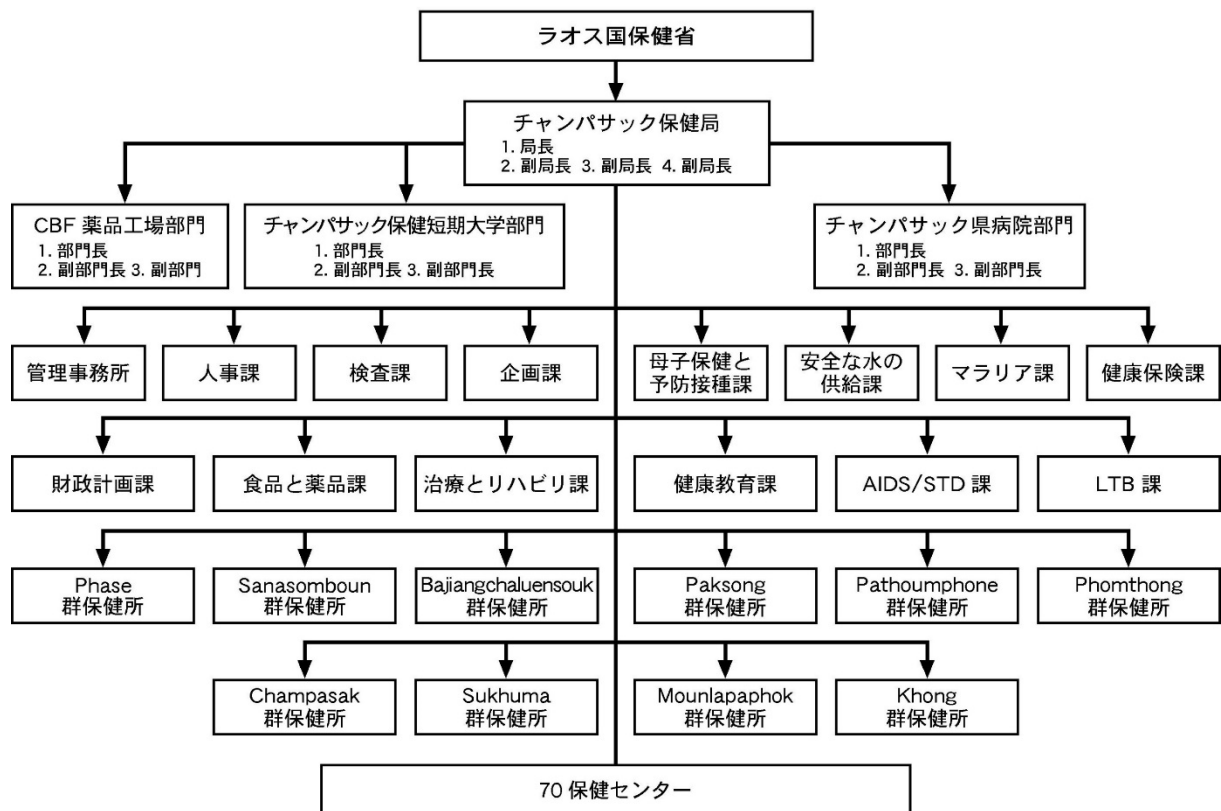 ラオス国保健省
チャンパサック保健局
1. 局長
2. 副局長 3. 副局長 4. 副局長
CBF 薬品工場部門
1. 部門長
2. 副部門長 3. 副部門
チャンパサック保健短期大学部門
1. 部門長
2. 副部門長 3. 副部門長
チャンパサック県病院部門
1. 部門長
2. 副部門長 3. 副部門長
管理事務所
人事課
検査課
企画課
母子保健と
予防接種課
安全な水の
供給課
マラリア課
健康保険課
財政計画課
食品と薬品課
治療とリハビリ課
健康教育課
AIDS/STD 課
LTB 課
Phase
群保健所
Sanasomboun
群保健所
Bajiangchaluensouk
群保健所
Paksong
群保健所
Pathoumphone
群保健所
Phomthong
群保健所
Champasak
群保健所
Sukhuma
群保健所
Mounlapaphok
群保健所
Khong
群保健所
70 保健センター